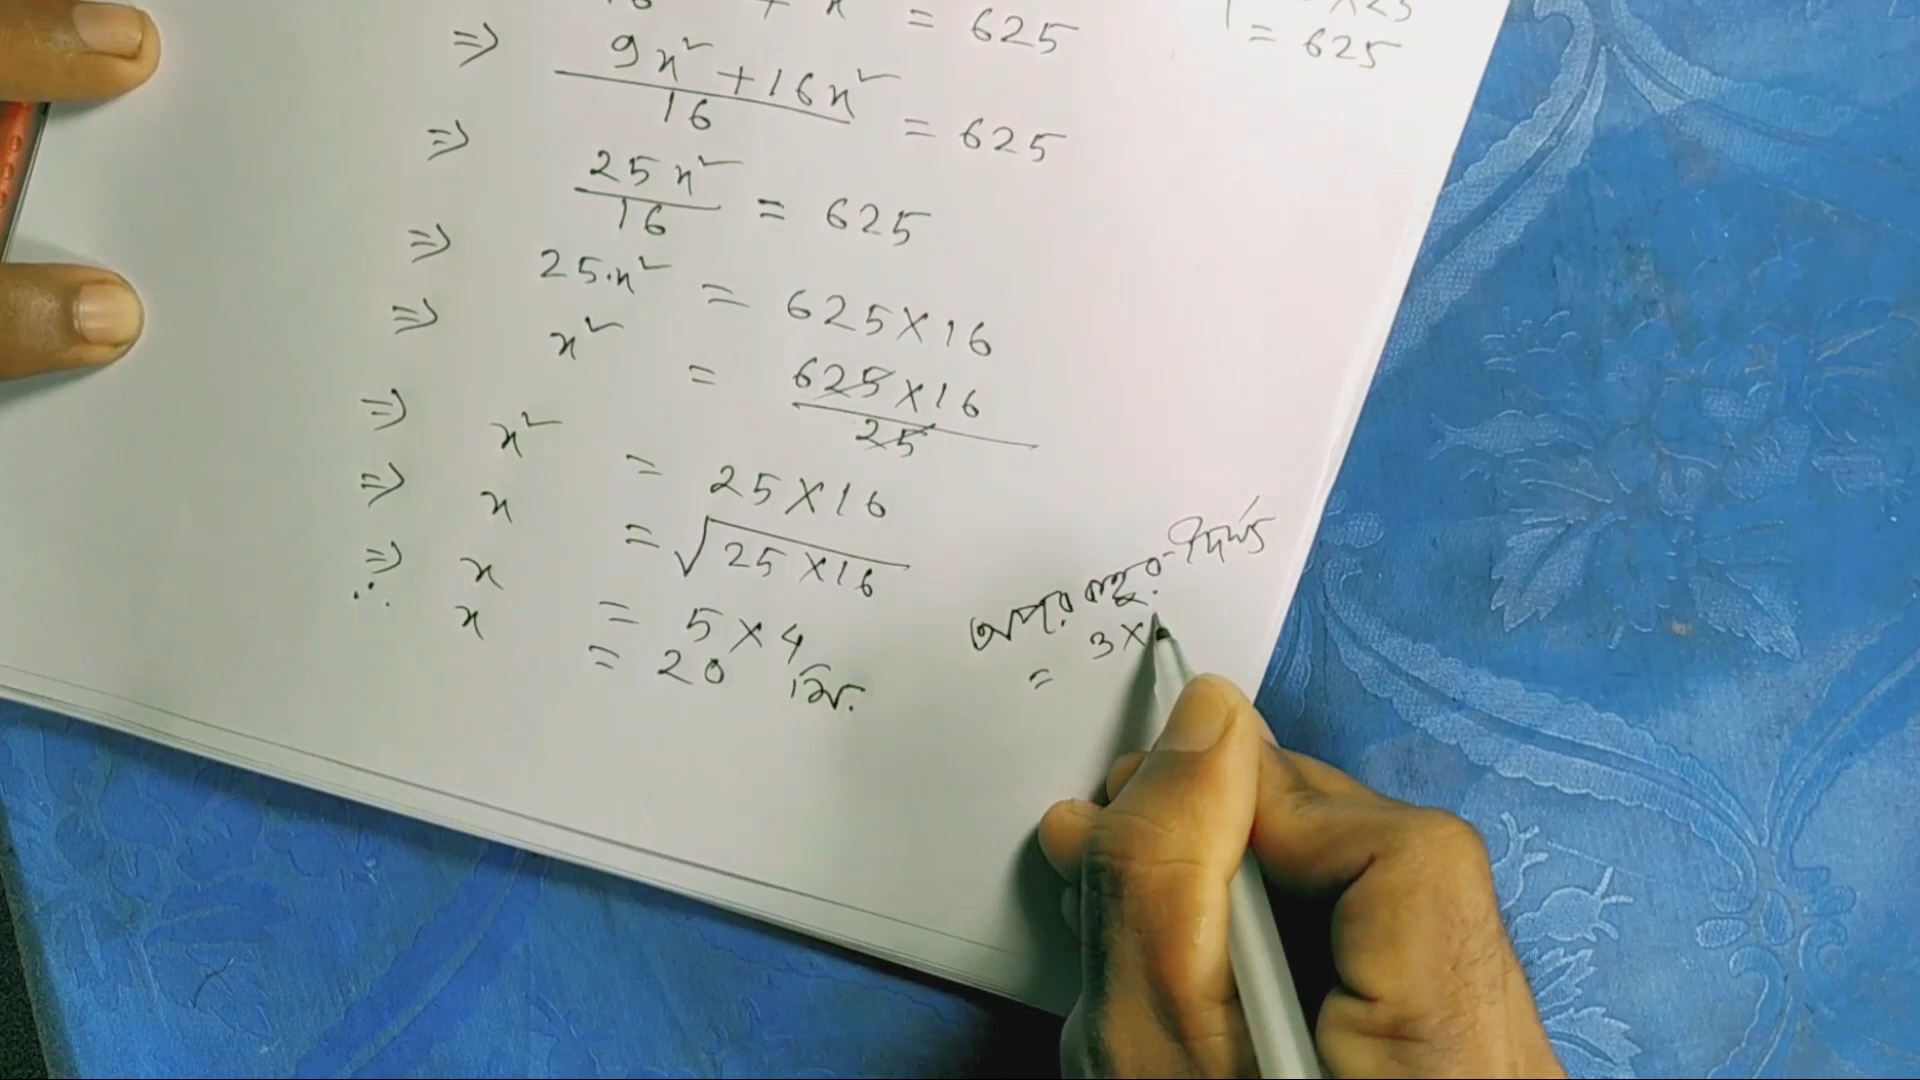 = 625
= 625
⇒ 9x² + 16x² / 16 = 625
⇒ 25x² / 16 = 625
⇒ 25·x² = 625×16
⇒ x² = 625×16 / 25
⇒ x² = 25×16
⇒ x = √25×16
⇒ x = 5×4
∴ x = 20 মি.
অপর বাহুর দৈর্ঘ্য
= 3×